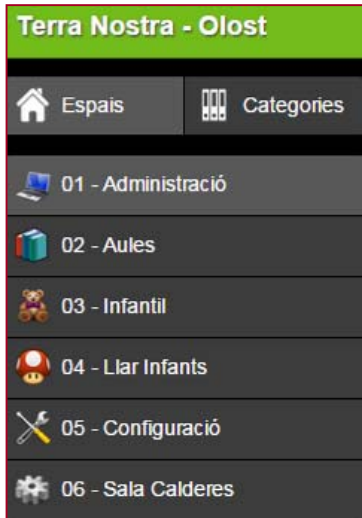 Terra Nostra - Olost
Espais Categories
01 - Administració
02 - Aules
03 - Infantil
04 - Llar Infants
05 - Configuració
06 - Sala Calderes